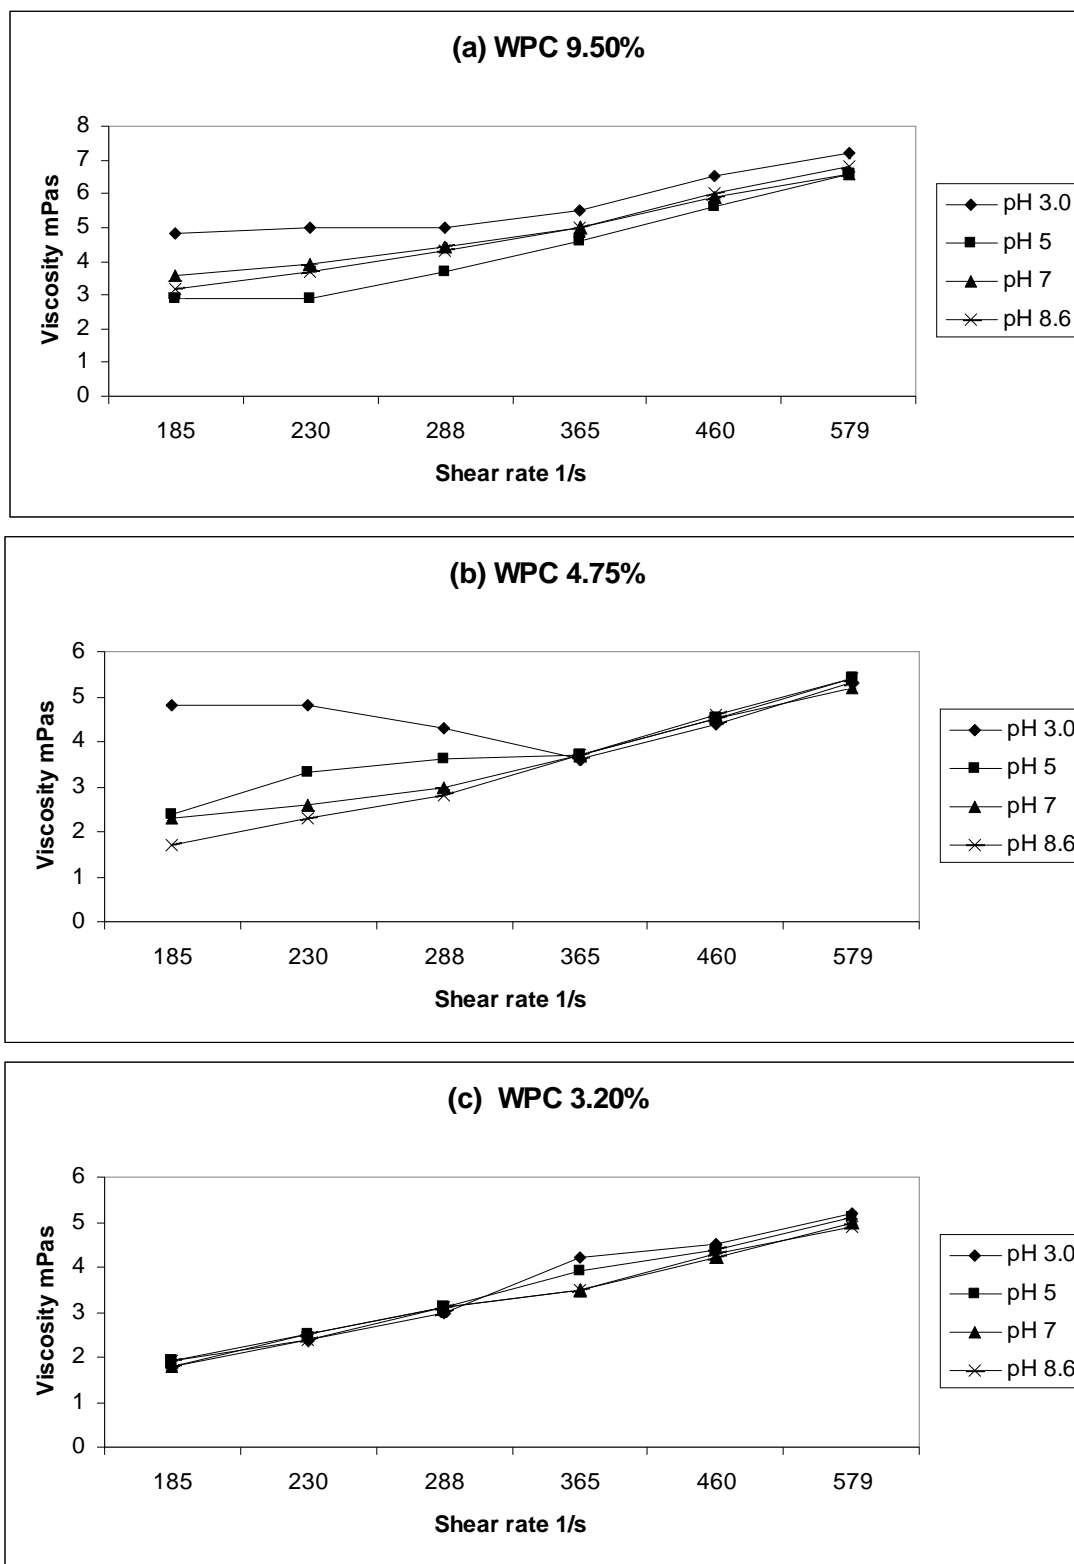 (a) WPC 9.50%
Viscosity mPas
8
7
6
5
4
3
2
1
0
185 230 288 365 460 579
Shear rate 1/s
pH 3.0
pH 5
pH 7
pH 8.6
(b) WPC 4.75%
Viscosity mPas
6
5
4
3
2
1
0
185 230 288 365 460 579
Shear rate 1/s
pH 3.0
pH 5
pH 7
pH 8.6
(c) WPC 3.20%
Viscosity mPas
6
5
4
3
2
1
0
185 230 288 365 460 579
Shear rate 1/s
pH 3.0
pH 5
pH 7
pH 8.6